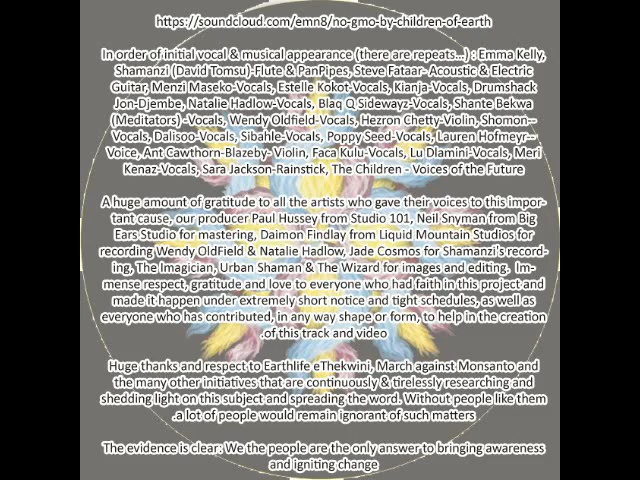 https://soundcloud.com/emn8/no-gmo-by-children-of-earth
In order of initial vocal & musical appearance (there are repeats...) : Emma Kelly,
Shamanzi (David Tomsu)-Flute & PanPipes, Steve Fataar- Acoustic & Electric
Guitar, Menzi Maseko-Vocals, Estelle Kokot-Vocals, Kianja-Vocals, Drumshack
Jon-Djembe, Natalie Hadlow-Vocals, Blaq Q Sidewayz-Vocals, Shante Bekwa
(Meditators) -Vocals, Wendy Oldfield-Vocals, Hezron Chetty-Violin, Shomon--
Vocals, Dalisoo-Vocals, Sibahle-Vocals, Poppy Seed-Vocals, Lauren Hofmeyr--
Voice, Ant Cawthorn-Blazeby- Violin, Faca Kulu-Vocals, Lu Dlamini-Vocals, Meri
Kenaz-Vocals, Sara Jackson-Rainstick, The Children - Voices of the Future
A huge amount of gratitude to all the artists who gave their voices to this impor-
tant cause, our producer Paul Hussey from Studio 101, Neil Snyman from Big
Ears Studio for mastering, Daimon Findlay from Liquid Mountain Studios for
recording Wendy OldField & Natalie Hadlow, Jade Cosmos for Shamanzi's record-
ing, The Imagician, Urban Shaman & The Wizard for images and editing. Im-
mense respect, gratitude and love to everyone who had faith in this project and
made it happen under extremely short notice and tight schedules, as well as
everyone who has contributed, in any way shape or form, to help in the creation
.of this track and video
Huge thanks and respect to Earthlife eThekwini, March against Monsanto and
the many other initiatives that are continuously & tirelessly researching and
shedding light on this subject and spreading the word. Without people like them
.a lot of people would remain ignorant of such matters
The evidence is clear: We the people are the only answer to bringing awareness
and igniting change